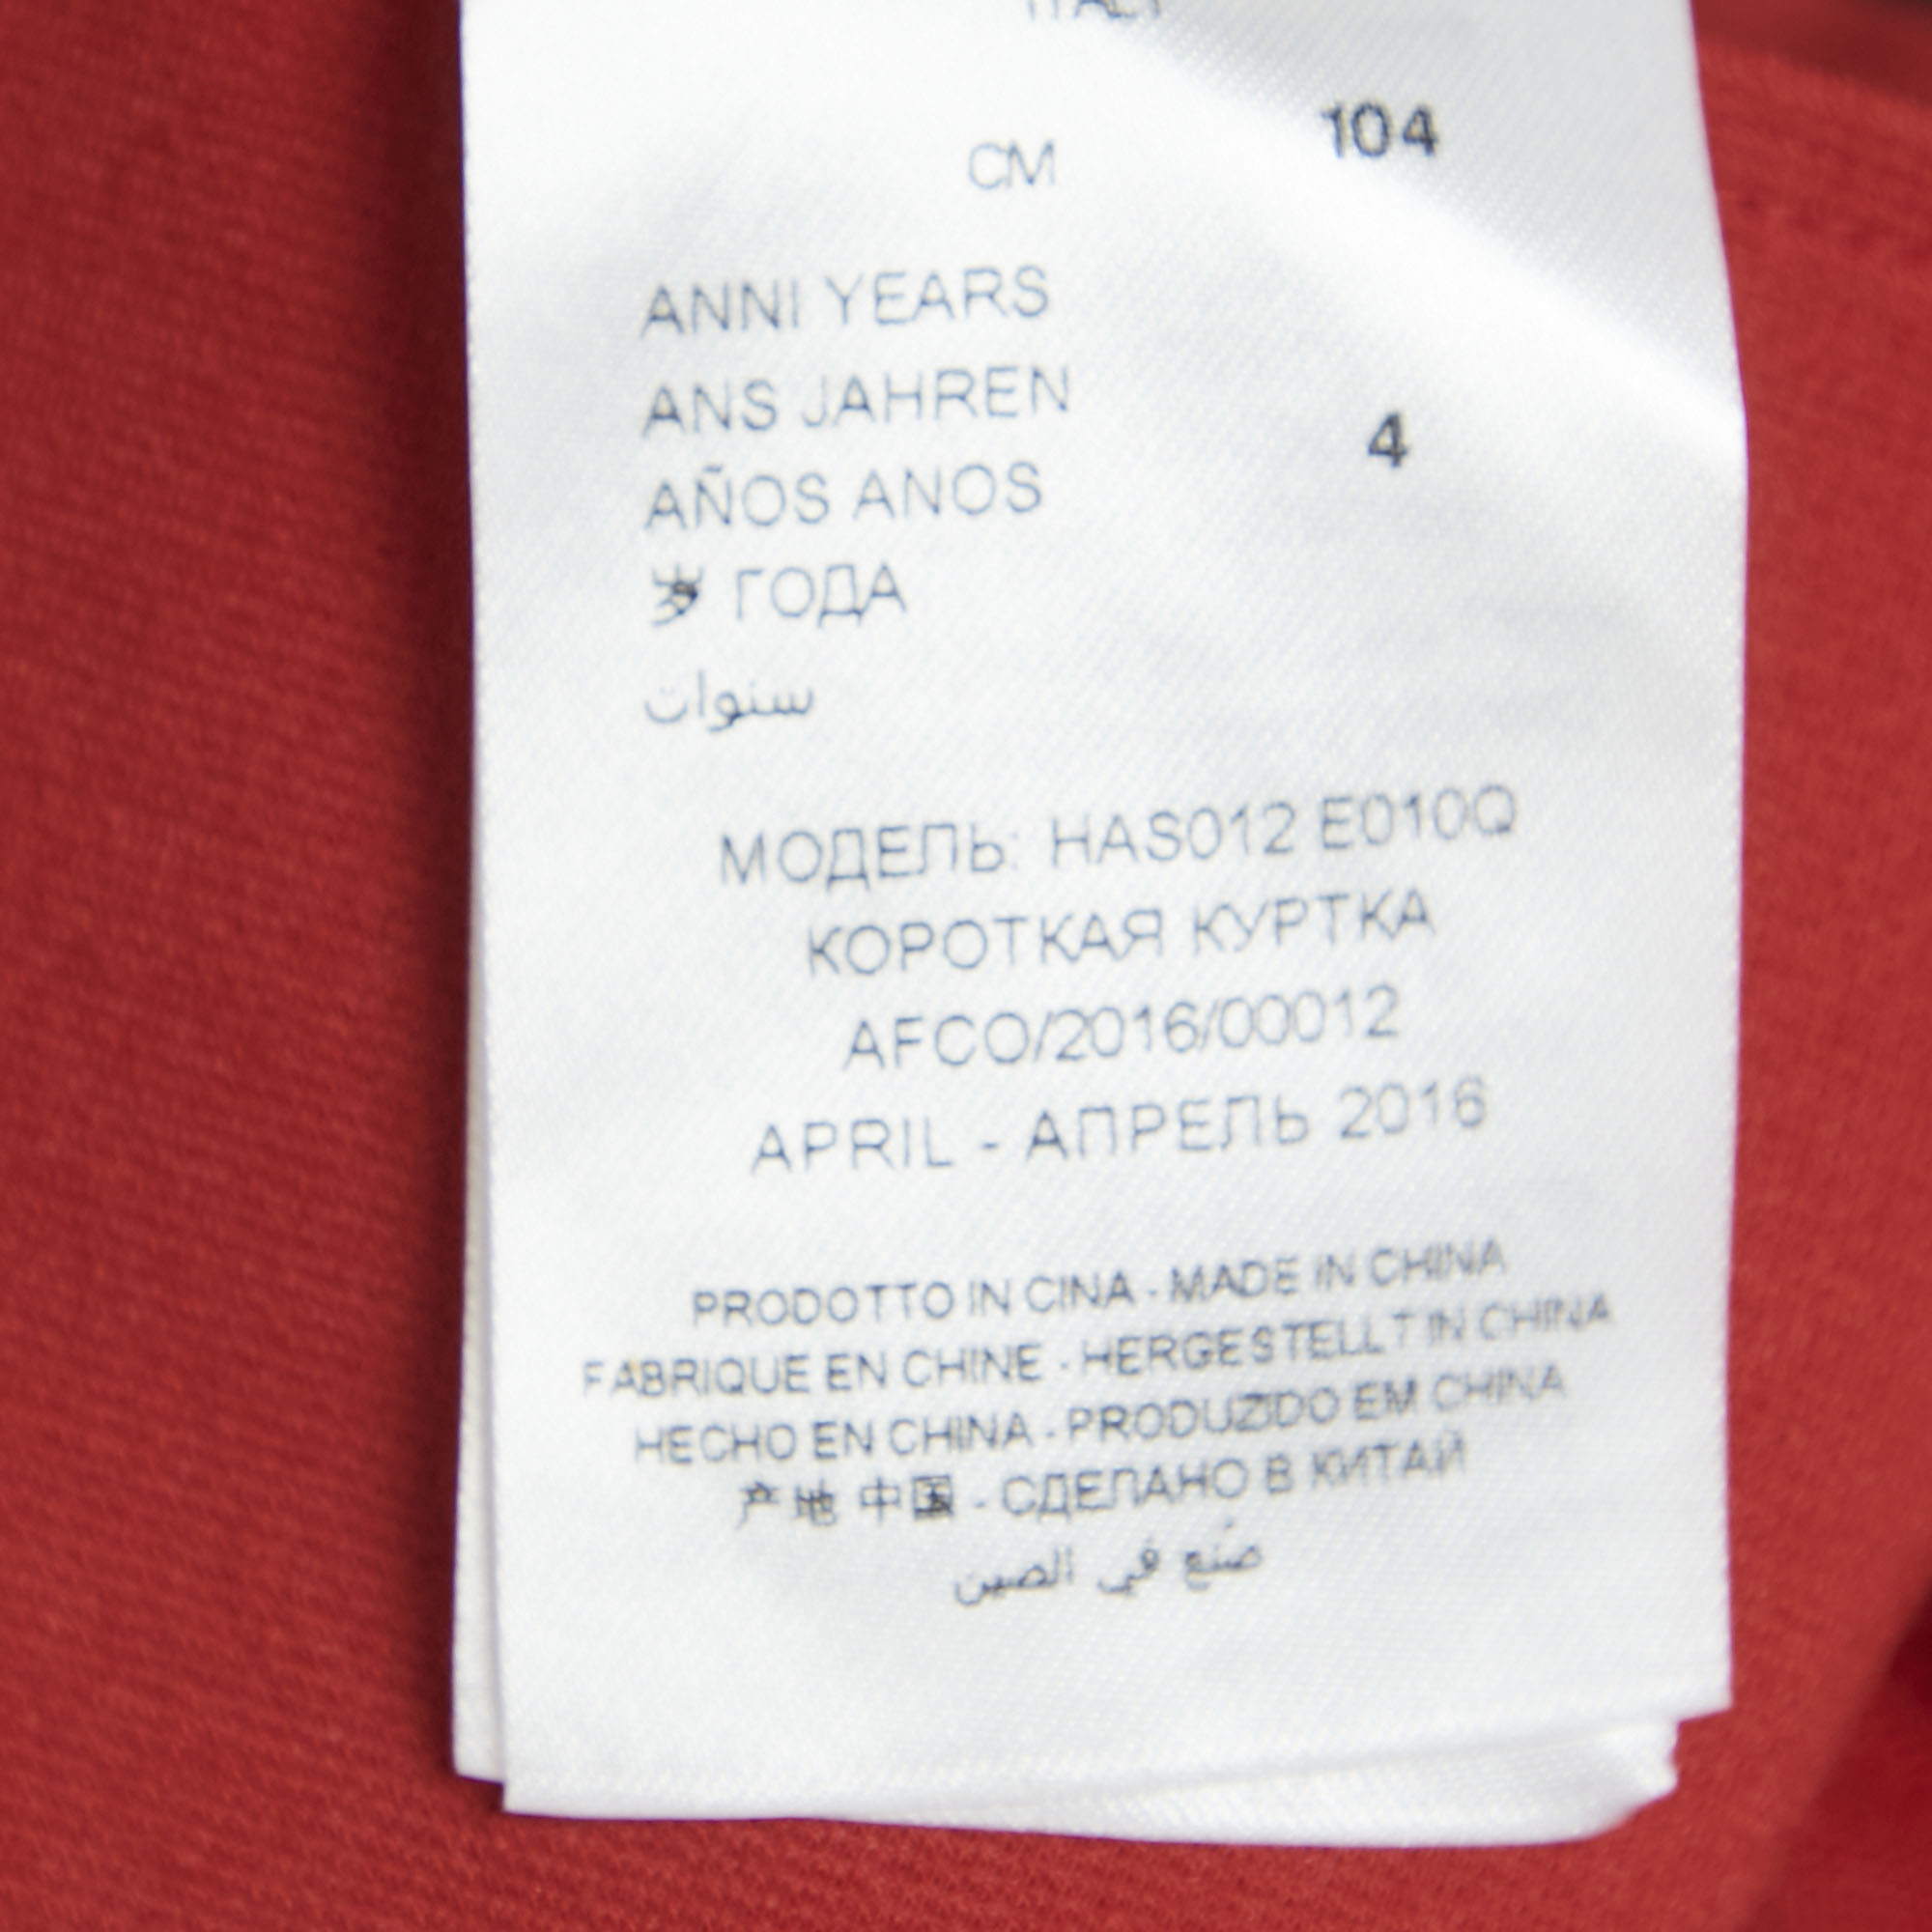 ITALY
CM 104
ANNI YEARS
ANS JAHREN
4
AÑOS ANOS
岁 ГОДА
سنوات
МОДЕЛЬ: HAS012 E010Q
КОРОТКАЯ КУРТКА
AFCO/2016/00012
APRIL - АПРЕЛЬ 2016
PRODOTTO IN CINA - MADE IN CHINA
FABRIQUE EN CHINE - HERGESTELLT IN CHINA
HECHO EN CHINA - PRODUZIDO EM CHINA
产地 中国 - СДЕЛАНО В КИТАЙ
صُنع في الصين